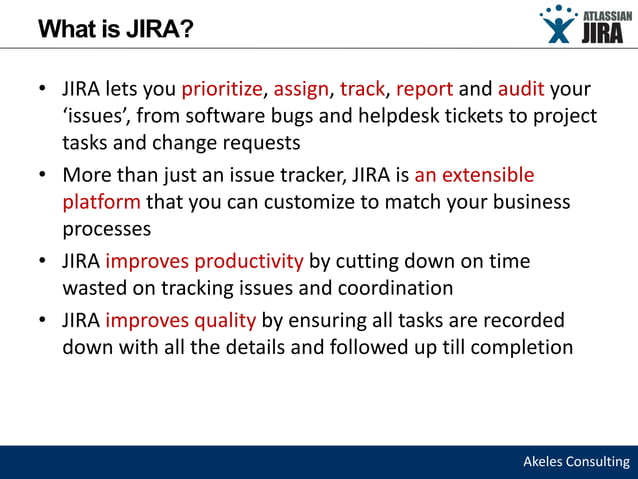 What is JIRA?
ATLASSIAN
JIRA
• JIRA lets you prioritize, assign, track, report and audit your
‘issues’, from software bugs and helpdesk tickets to project
tasks and change requests
• More than just an issue tracker, JIRA is an extensible
platform that you can customize to match your business
processes
• JIRA improves productivity by cutting down on time
wasted on tracking issues and coordination
• JIRA improves quality by ensuring all tasks are recorded
down with all the details and followed up till completion
Akeles Consulting